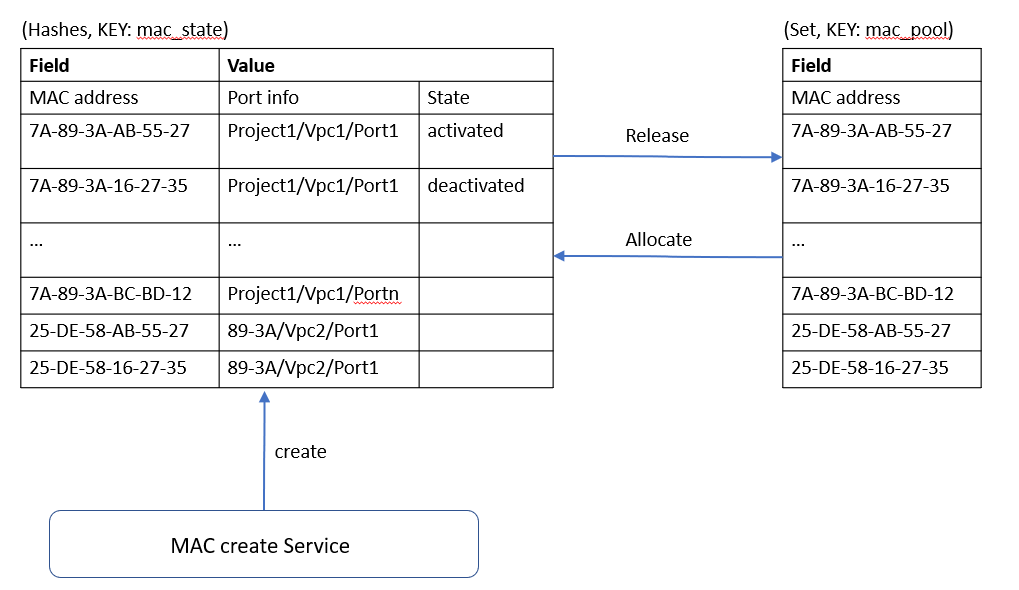 (Hashes, KEY: mac_state)
Field Value
MAC address Port info State
7A-89-3A-AB-55-27 Project1/Vpc1/Port1 activated
7A-89-3A-16-27-35 Project1/Vpc1/Port1 deactivated
... ...
7A-89-3A-BC-BD-12 Project1/Vpc1/Portn
25-DE-58-AB-55-27 89-3A/Vpc2/Port1
25-DE-58-16-27-35 89-3A/Vpc2/Port1
Release
Allocate
(Set, KEY: mac_pool)
Field
MAC address
7A-89-3A-AB-55-27
7A-89-3A-16-27-35
...
7A-89-3A-BC-BD-12
25-DE-58-AB-55-27
25-DE-58-16-27-35
create
MAC create Service